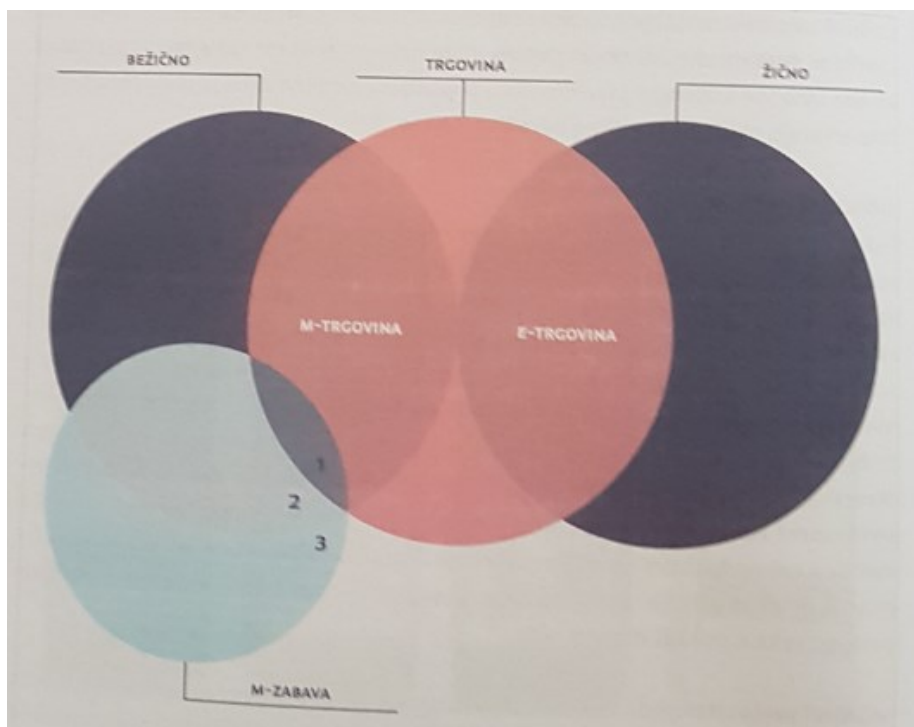 BEŽIČNO
TRGOVINA
ŽIČNO
M-TRGOVINA
E-TRGOVINA
1
2
3
M-ZABAVA